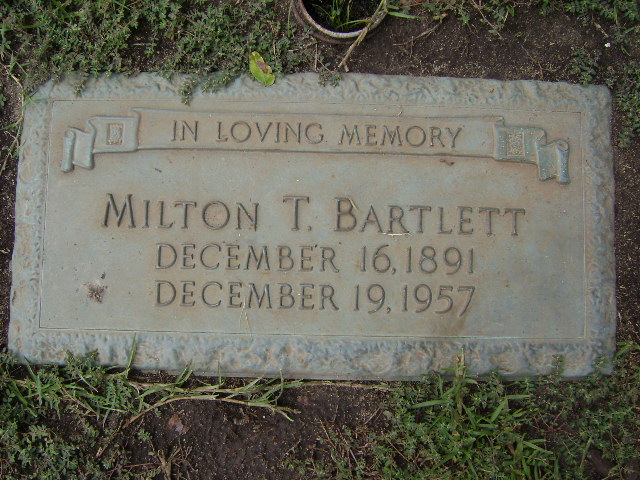 IN LOVING MEMORY
MILTON T. BARTLETT
DECEMBER 16, 1891
DECEMBER 19, 1957